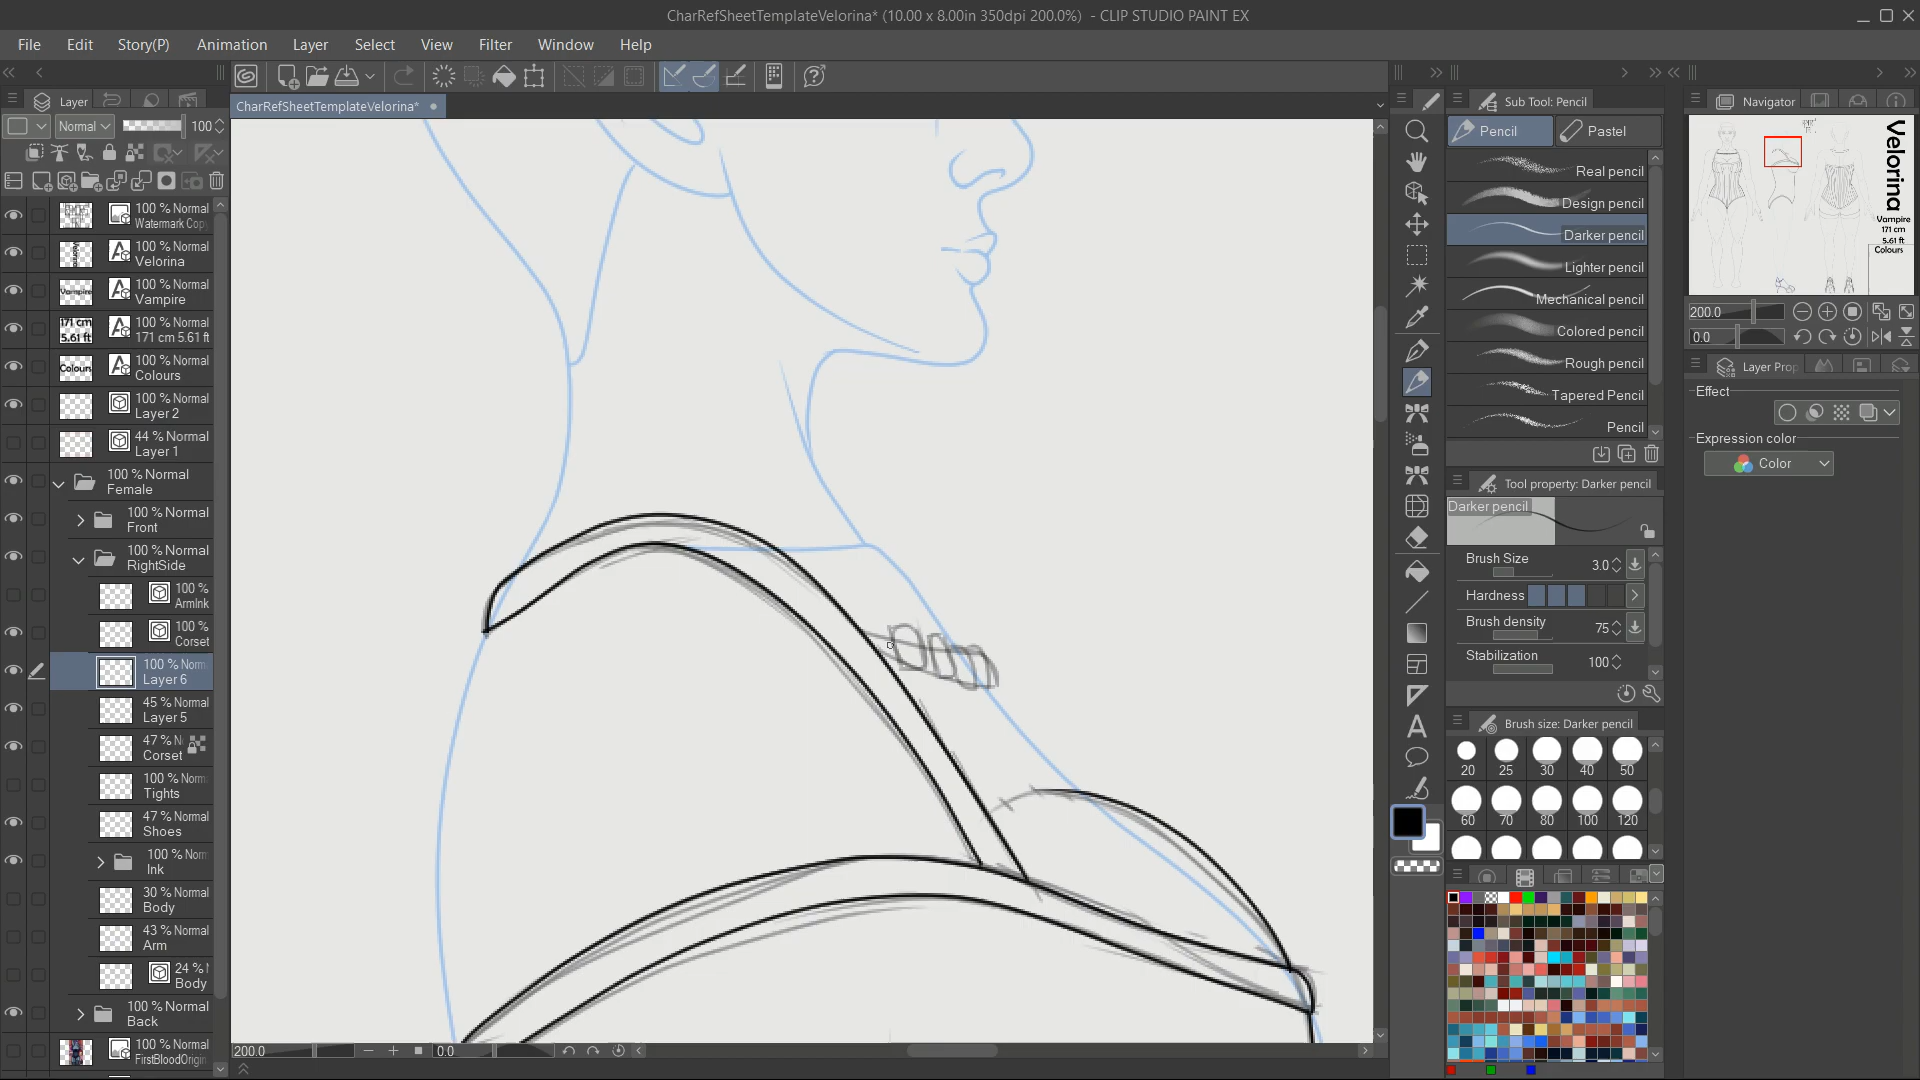 CharRefSheetTemplateVelorina* (10.00 x 8.00in 350dpi 200.0%) - CLIP STUDIO PAINT EX
File Edit Story(P) Animation Layer Select View Filter Window Help
CharRefSheetTemplateVelorina*
Layer
Normal 100
100 % Normal
Watermark Cop
100 % Normal
Velorina
100 % Normal
Vampire
100 % Normal
171 cm 5.61 ft
100 % Normal
Colours
100 % Normal
Layer 2
44 % Normal
Layer 1
100 % Normal
Female
100 % Normal
Front
100 % Normal
RightSide
100 %
ArmInk
100 %
Corset
100 % Norm
Layer 6
45 % Normal
Layer 5
47 % N
Corset
100 % Norm
Tights
47 % Normal
Shoes
100 % Norm
Ink
30 % Normal
Body
43 % Normal
Arm
24 % 
Body
100 % Normal
Back
100 % Normal
FirstBloodOrigin
Velorina
Vampire
171 cm
5.61 ft
Colours
200.0 0.0
Sub Tool: Pencil
Pencil Pastel
Real pencil
Design pencil
Darker pencil
Lighter pencil
Mechanical pencil
Colored pencil
Rough pencil
Tapered Pencil
Pencil
Tool property: Darker pencil
Darker pencil
Brush Size 3.0
Hardness
Brush density 75
Stabilization 100
Brush size: Darker pencil
20 25 30 40 50
60 70 80 100 120
Navigator
Velorina
Vampire
171 cm
5.61 ft
Colours
200.0
0.0
Layer Prop
Effect
Expression color
Color